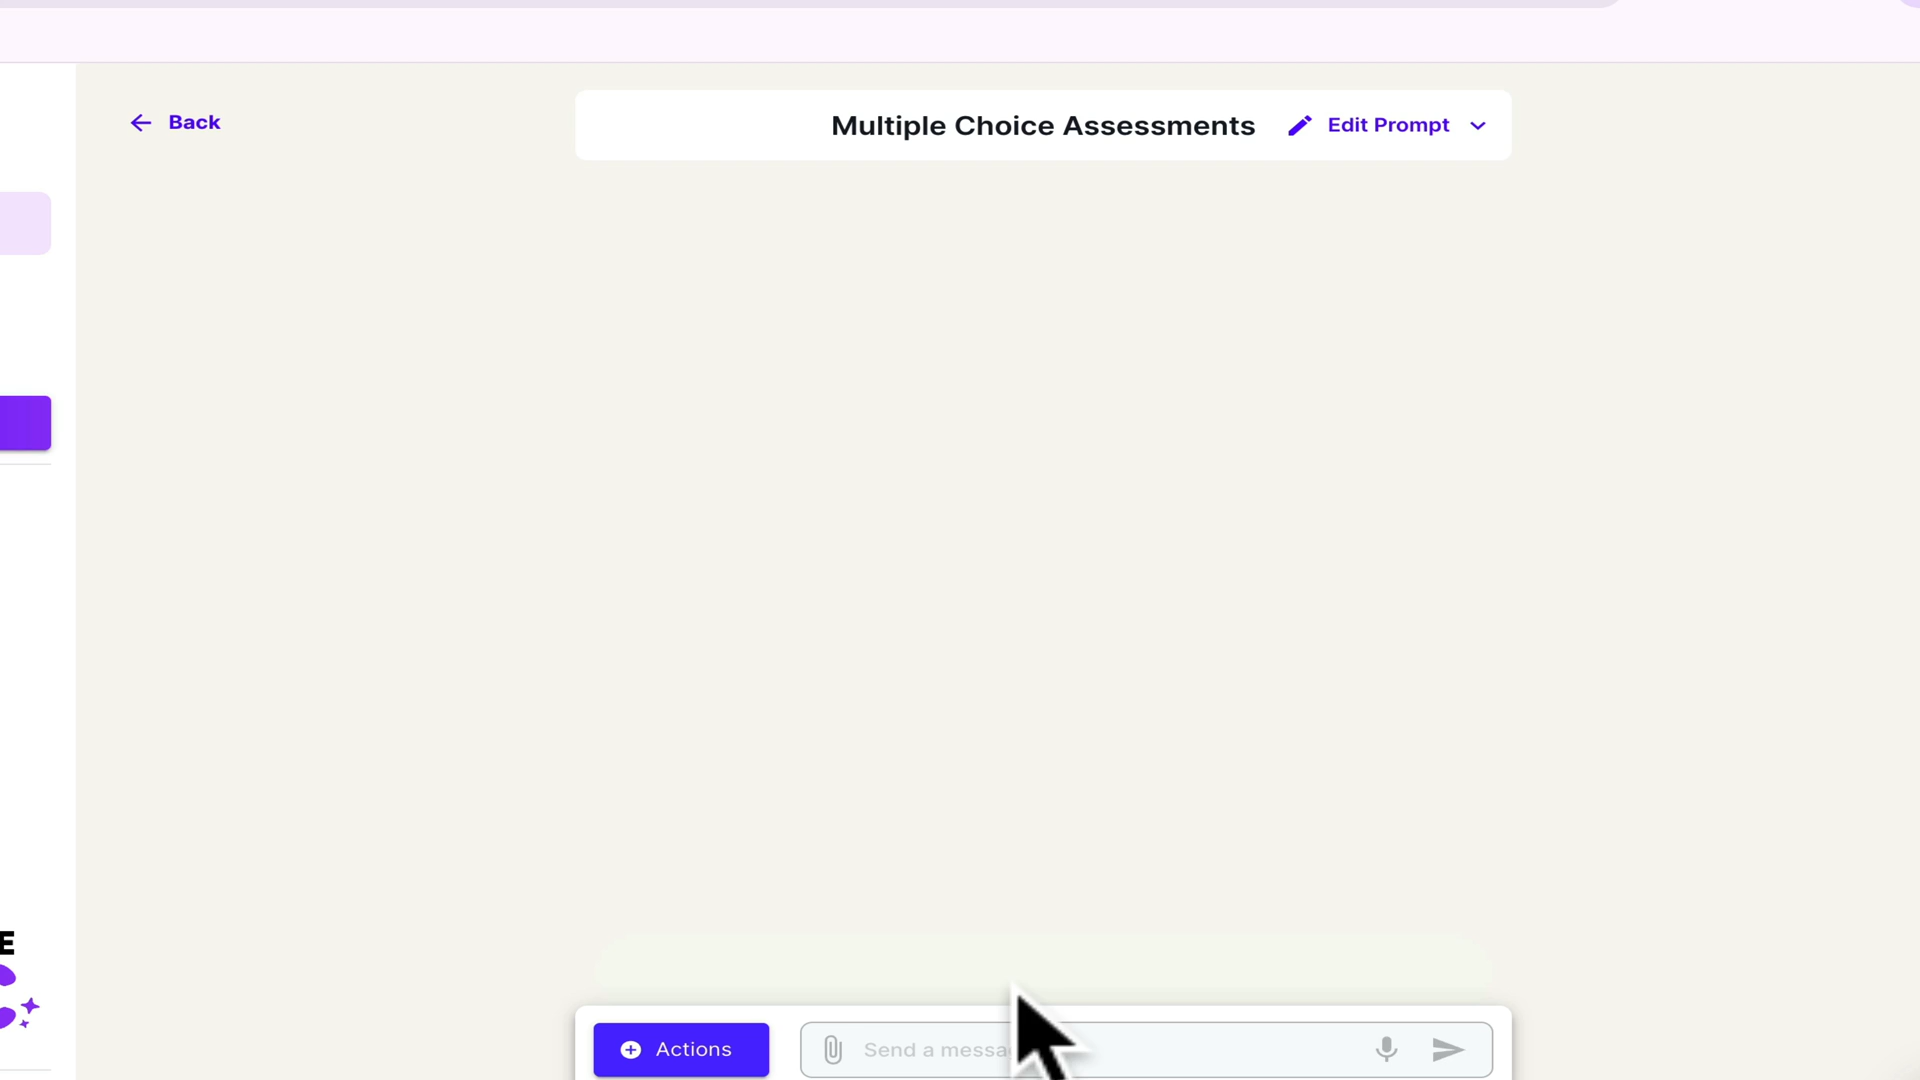 Back
Multiple Choice Assessments
Edit Prompt
E
Actions
Send a messa